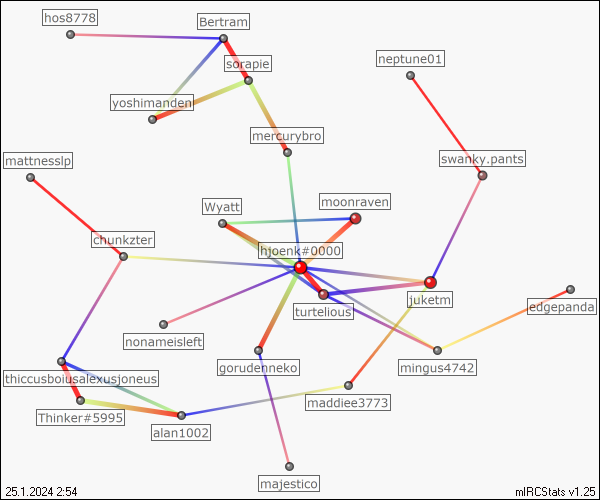 hos8778
Bertram
sorapie
neptune01
yoshimanden
mercurybro
mattnesslp
swanky.pants
Wyatt
moonraven
chunkzter
hjoenk#0000
turtelious
juketm
edgepanda
nonameisleft
gorudenneko
mingus4742
thiccusboiusalexusjoneus
Thinker#5995
maddiee3773
alan1002
majestico
25.1.2024 2:54
mIRCStats v1.25